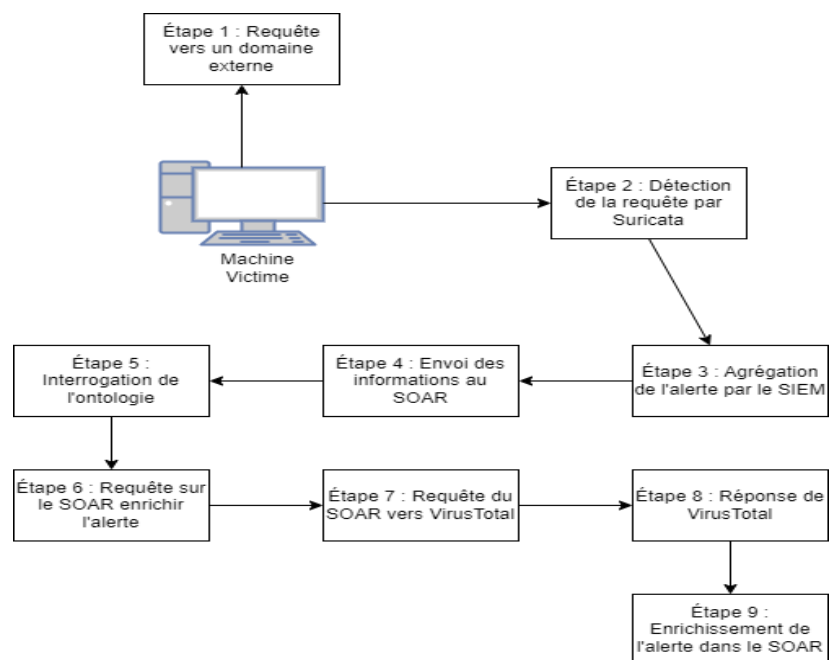 Étape 1 : Requête
vers un domaine
externe
Étape 2 : Détection
de la requête par
Suricata
Machine
Victime
Étape 5 :
Interrogation de
l'ontologie
Étape 4 : Envoi des
informations au
SOAR
Étape 3 : Agrégation
de l'alerte par le SIEM
Étape 6 : Requête sur
le SOAR enrichir
l'alerte
Étape 7 : Requête du
SOAR vers VirusTotal
Étape 8 : Réponse de
VirusTotal
Étape 9 :
Enrichissement de
l'alerte dans le SOAR